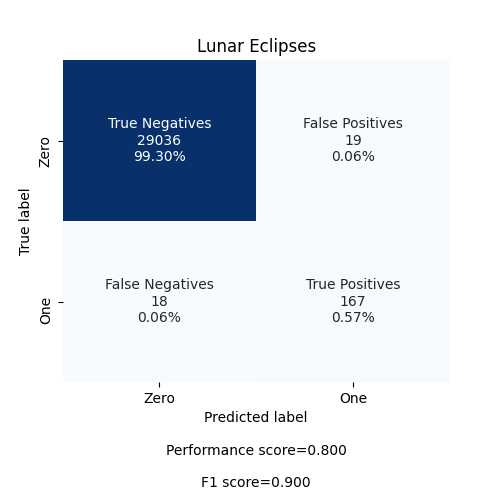 Lunar Eclipses
True Negatives
29036
99.30%
False Positives
19
0.06%
False Negatives
18
0.06%
True Positives
167
0.57%
Zero
One
True label
Zero
One
Predicted label
Performance score=0.800
F1 score=0.900